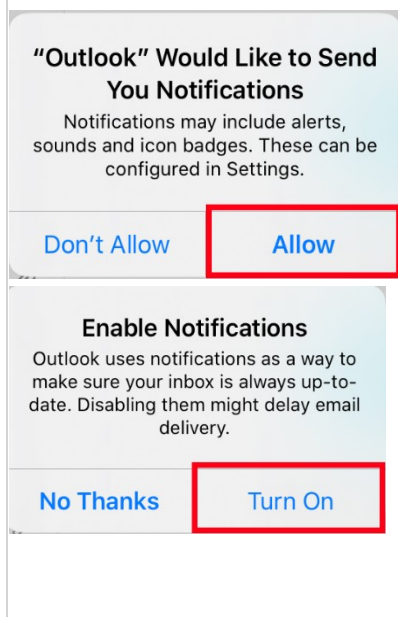 “Outlook” Would Like to Send
You Notifications
Notifications may include alerts,
sounds and icon badges. These can be
configured in Settings.
Don’t Allow
Allow
Enable Notifications
Outlook uses notifications as a way to
make sure your inbox is always up-to-
date. Disabling them might delay email
delivery.
No Thanks
Turn On